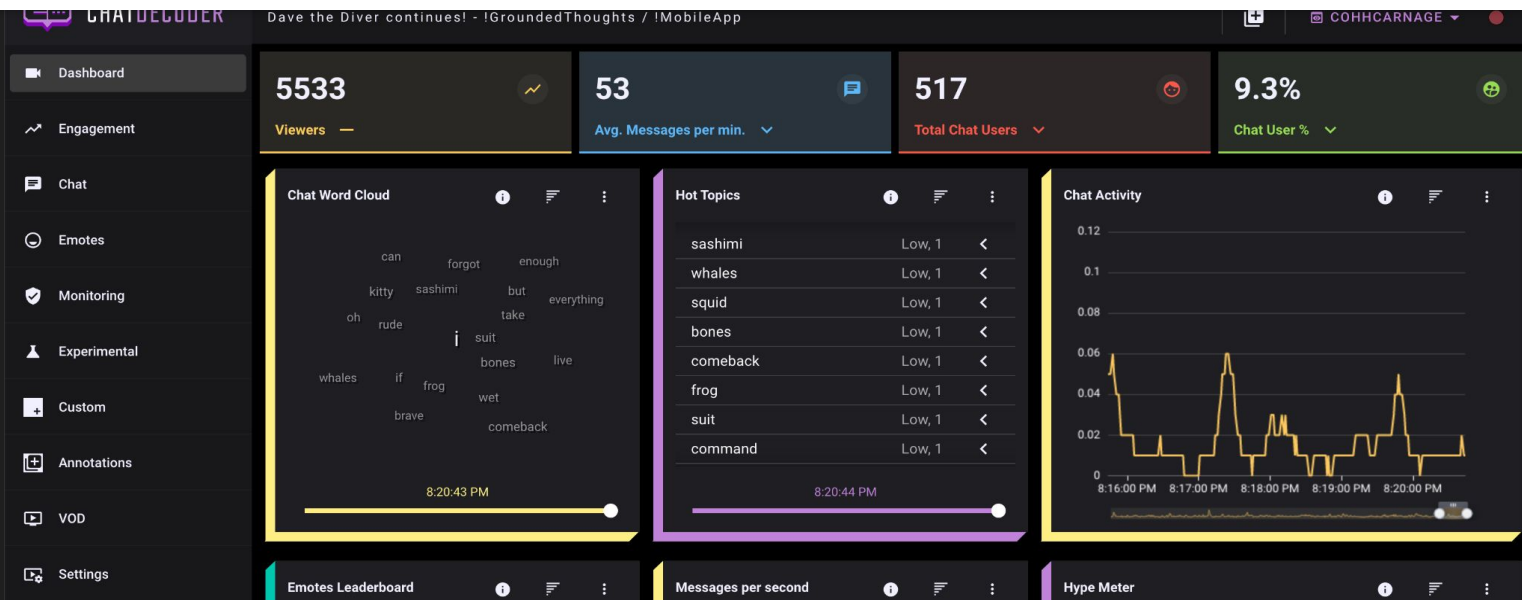 CHATDECODER
Dave the Diver continues! - !GroundedThoughts / !MobileApp
COHHCARNAGE
Dashboard
Engagement
Chat
Emotes
Monitoring
Experimental
Custom
Annotations
VOD
Settings
5533
Viewers
53
Avg. Messages per min.
517
Total Chat Users
9.3%
Chat User %
Chat Word Cloud
can
forgot
enough
kitty
sashimi
but
everything
oh
rude
take
i
suit
bones
live
whales
if
frog
wet
brave
comeback
8:20:43 PM
Hot Topics
sashimi Low, 1
whales Low, 1
squid Low, 1
bones Low, 1
comeback Low, 1
frog Low, 1
suit Low, 1
command Low, 1
8:20:44 PM
Chat Activity
0.12
0.1
0.08
0.06
0.04
0.02
0
8:16:00 PM 8:17:00 PM 8:18:00 PM 8:19:00 PM 8:20:00 PM
Emotes Leaderboard
Messages per second
Hype Meter